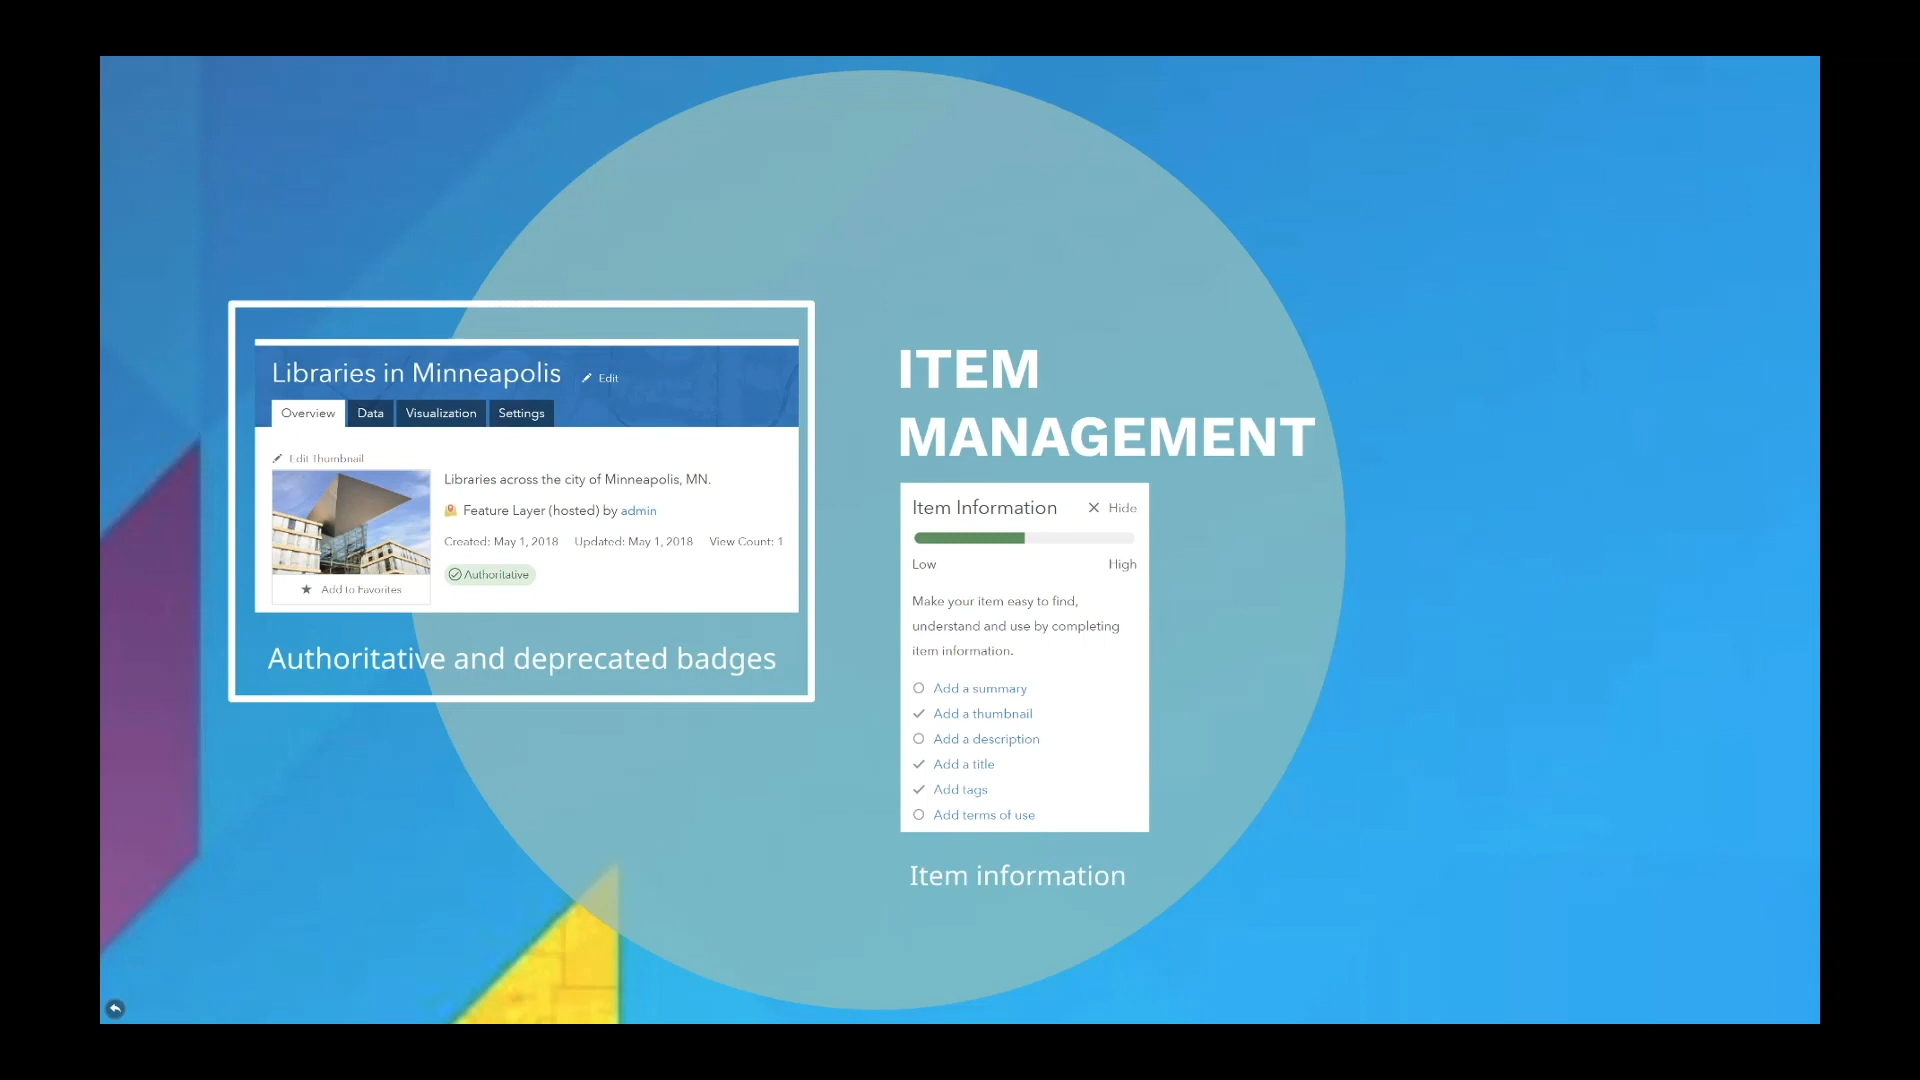 Libraries in Minneapolis Edit
Overview Data Visualization Settings
Edit Thumbnail
Libraries across the city of Minneapolis, MN.
Feature Layer (hosted) by admin
Created: May 1, 2018 Updated: May 1, 2018 View Count: 1
Authoritative
Add to Favorites
Authoritative and deprecated badges
ITEM
MANAGEMENT
Item Information Hide
Low High
Make your item easy to find,
understand and use by completing
item information.
Add a summary
Add a thumbnail
Add a description
Add a title
Add tags
Add terms of use
Item information